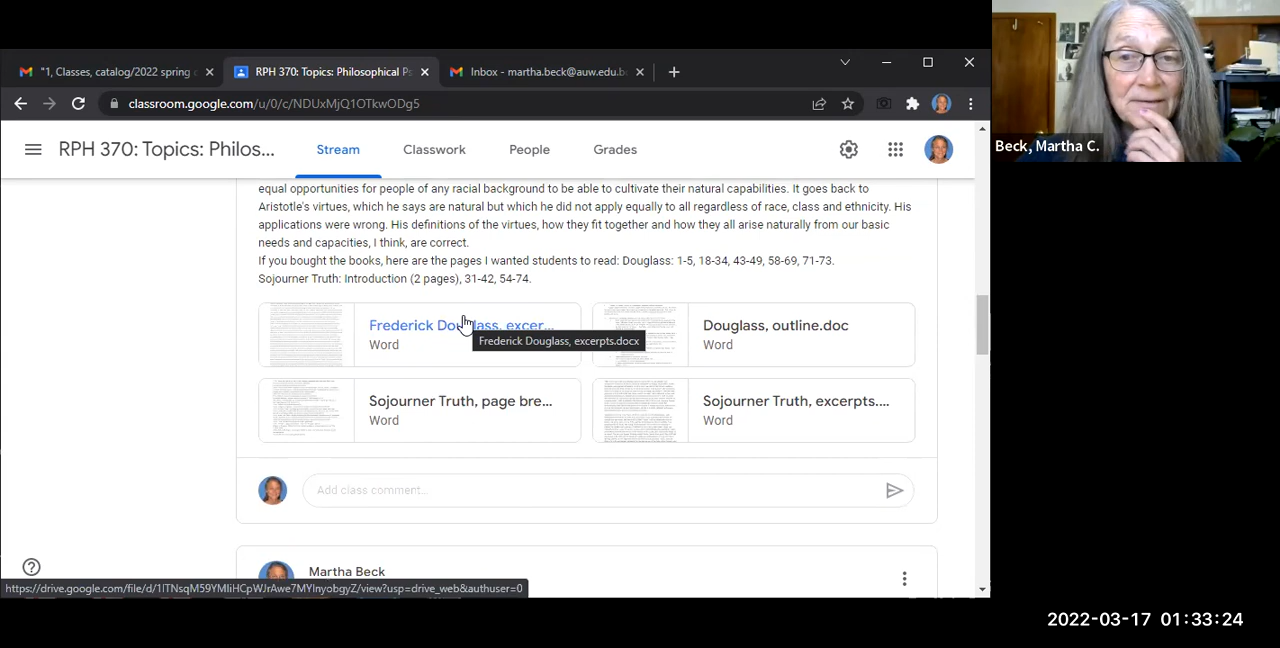 "1, Classes, catalog/2022 spring
RPH 370: Topics: Philosophical P
Inbox - martha.beck@auw.edu.b
classroom.google.com/u/0/c/NDUxMjQ1OTkwODg5
Beck, Martha C.
RPH 370: Topics: Philos...
Stream
Classwork
People
Grades
equal opportunities for people of any racial background to be able to cultivate their natural capabilities. It goes back to
Aristotle's virtues, which he says are natural but which he did not apply equally to all regardless of race, class and ethnicity. His
applications were wrong. His definitions of the virtues, how they fit together and how they all arise naturally from our basic
needs and capacities, I think, are correct.
If you bought the books, here are the pages I wanted students to read: Douglass: 1-5, 18-34, 43-49, 58-69, 71-73.
Sojourner Truth: Introduction (2 pages), 31-42, 54-74.
Frederick Douglass, excer...
Word
Frederick Douglass, excerpts.docx
Douglass, outline.doc
Word
Sojourner Truth, page bre...
Word
Sojourner Truth, excerpts....
Word
Add class comment...
Martha Beck
https://drive.google.com/file/d/1lTNsqM59YMIiHCpWJrAwe7MYInyobgyZ/view?usp=drive_web&authuser=0
2022-03-17 01:33:24